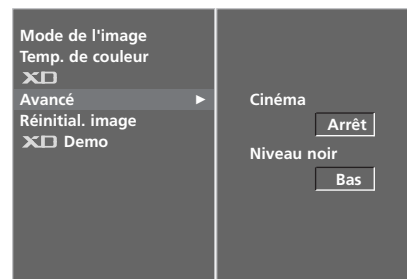 Mode de l'image
Temp. de couleur
XD
Avancé ►
Réinitial. image
XD Demo
Cinéma
Arrêt
Niveau noir
Bas